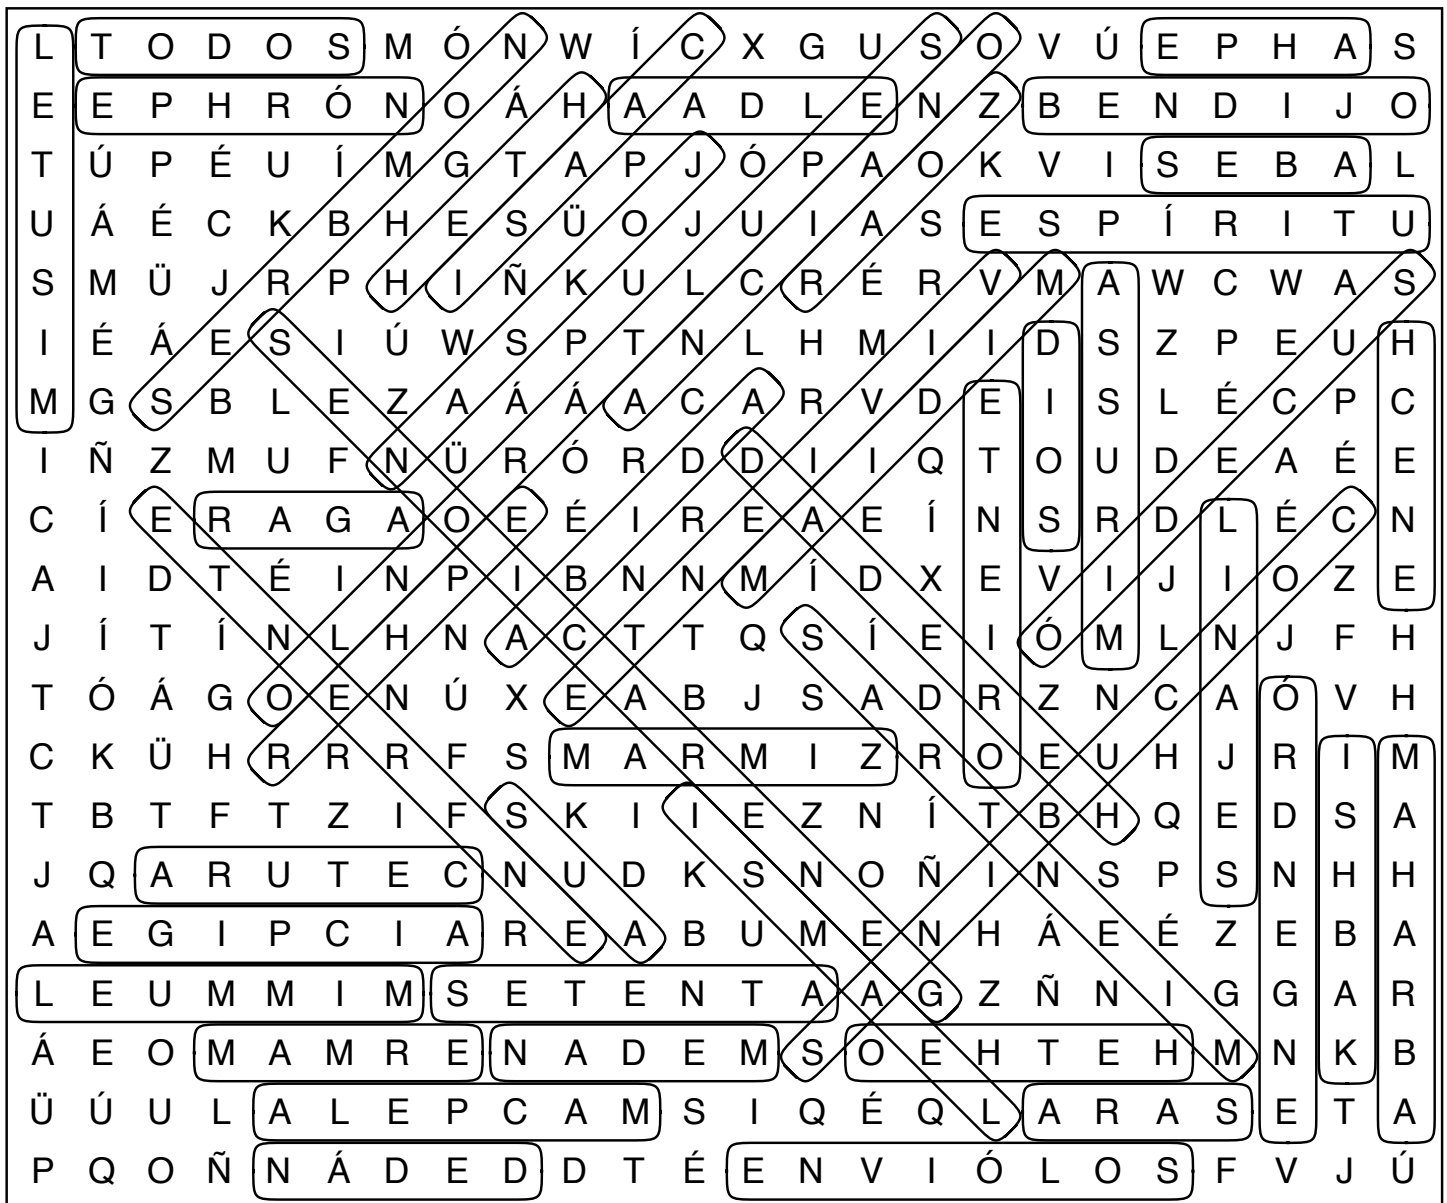 L T O D O S M Ó N W Í C X G U S O V Ú E P H A S
E E P H R Ó N O Á H A A D L E N Z B E N D I J O
T Ú P É U Í M G T A P J Ó P A O K V I S E B A L
U Á É C K B H E S Ü O J U I A S E S P Í R I T U
S M Ü J R P H I Ñ K U L C R É R V M A W C W A S
I É Á E S I Ú W S P T N L H M I I D S Z P E U H
M G S B L E Z A Á Á A C A R V D E I S L É C P C
I Ñ Z M U F N Ü R Ó R D D I I Q T O U D E A É E
C Í E R A G A O E É I R E A E Í N S R D L É C N
A I D T É I N P I B N N M Í D X E V I J I O Z E
J Í T Í N L H N A C T T Q S Í E I Ó M L N J F H
T Ó Á G O E N Ú X E A B J S A D R Z N C A Ó V H
C K Ü H R R R F S M A R M I Z R O E U H J R I M
T B T F T Z I F S K I I E Z N Í T B H Q E D S A
J Q A R U T E C N U D K S N O Ñ I N S P S N H H
A E G I P C I A R E A B U M E N H Á E É Z E B A
L E U M M I M S E T E N T A A G Z Ñ N I G G A R
Á E O M A M R E N A D E M S O E H T E H M N K B
Ü Ú U L A L E P C A M S I Q É Q L A R A S E T A
P Q O Ñ N Á D E D D T É E N V I Ó L O S F V J Ú